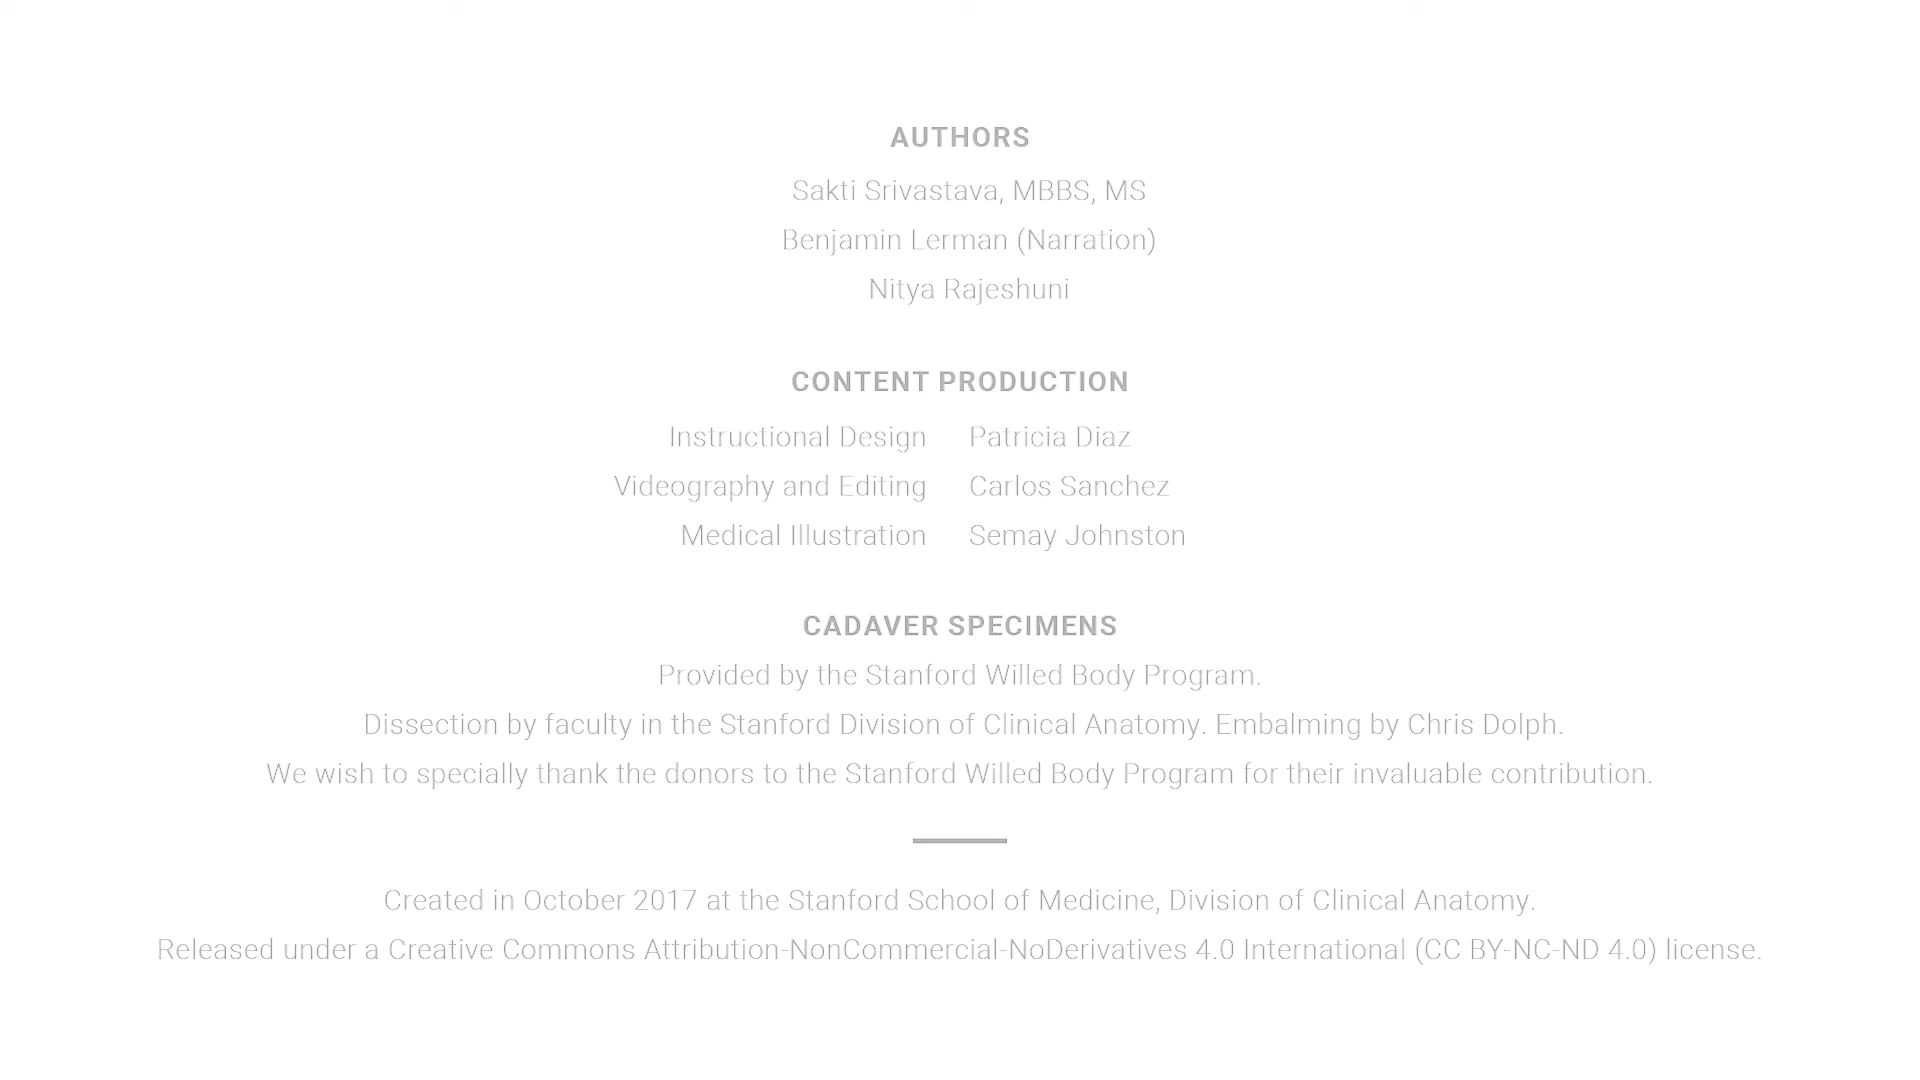 AUTHORS
Sakti Srivastava, MBBS, MS
Benjamin Lerman (Narration)
Nitya Rajeshuni
CONTENT PRODUCTION
Instructional Design Patricia Diaz
Videography and Editing Carlos Sanchez
Medical Illustration Semay Johnston
CADAVER SPECIMENS
Provided by the Stanford Willed Body Program.
Dissection by faculty in the Stanford Division of Clinical Anatomy. Embalming by Chris Dolph.
We wish to specially thank the donors to the Stanford Willed Body Program for their invaluable contribution.
Created in October 2017 at the Stanford School of Medicine, Division of Clinical Anatomy.
Released under a Creative Commons Attribution-NonCommercial-NoDerivatives 4.0 International (CC BY-NC-ND 4.0) license.